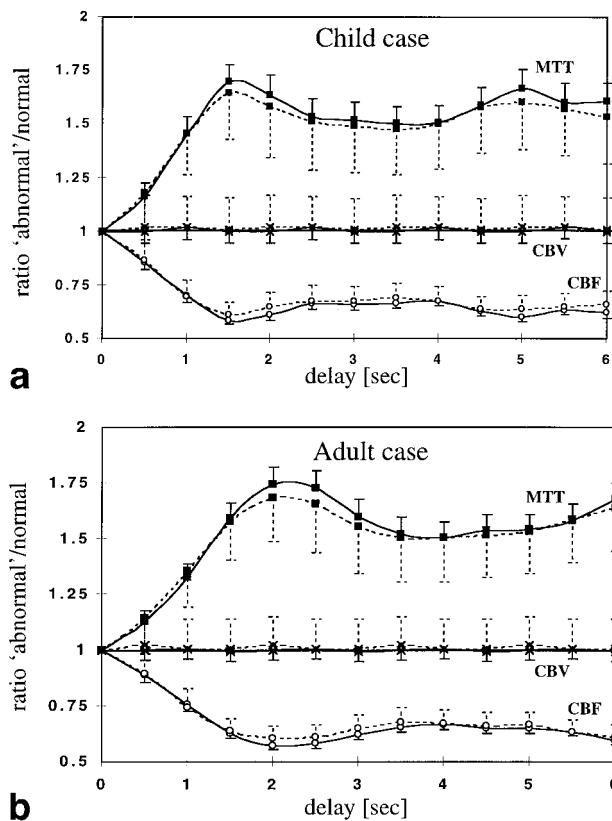 2
Child case
1.75
MTT
1.5
1.25
1
CBV
0.75
CBF
0.5
0 1 2 3 4 5 6
delay [sec]
ratio 'abnormal'/normal
a
2
Adult case
1.75
MTT
1.5
1.25
1
CBV
0.75
CBF
0.5
0 1 2 3 4 5 6
delay [sec]
ratio 'abnormal'/normal
b